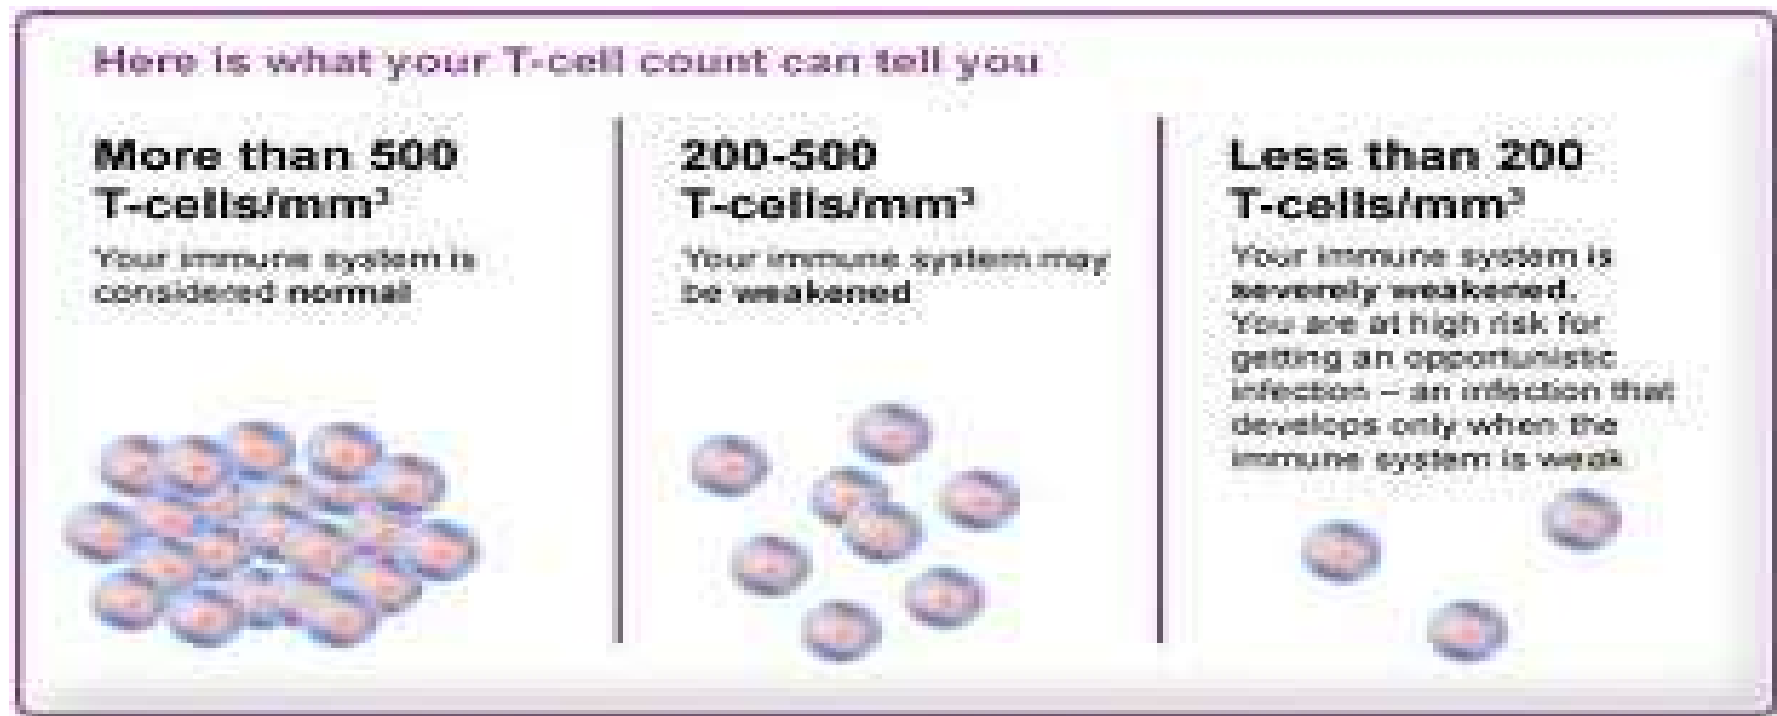 Here is what your T-cell count can tell you
More than 500
T-cells/mm³
Your immune system is
considered normal
200-500
T-cells/mm³
Your immune system may
be weakened
Less than 200
T-cells/mm³
Your immune system is
severely weakened.
You are at high risk for
getting an opportunistic
infection – an infection that
develops only when the
immune system is weak